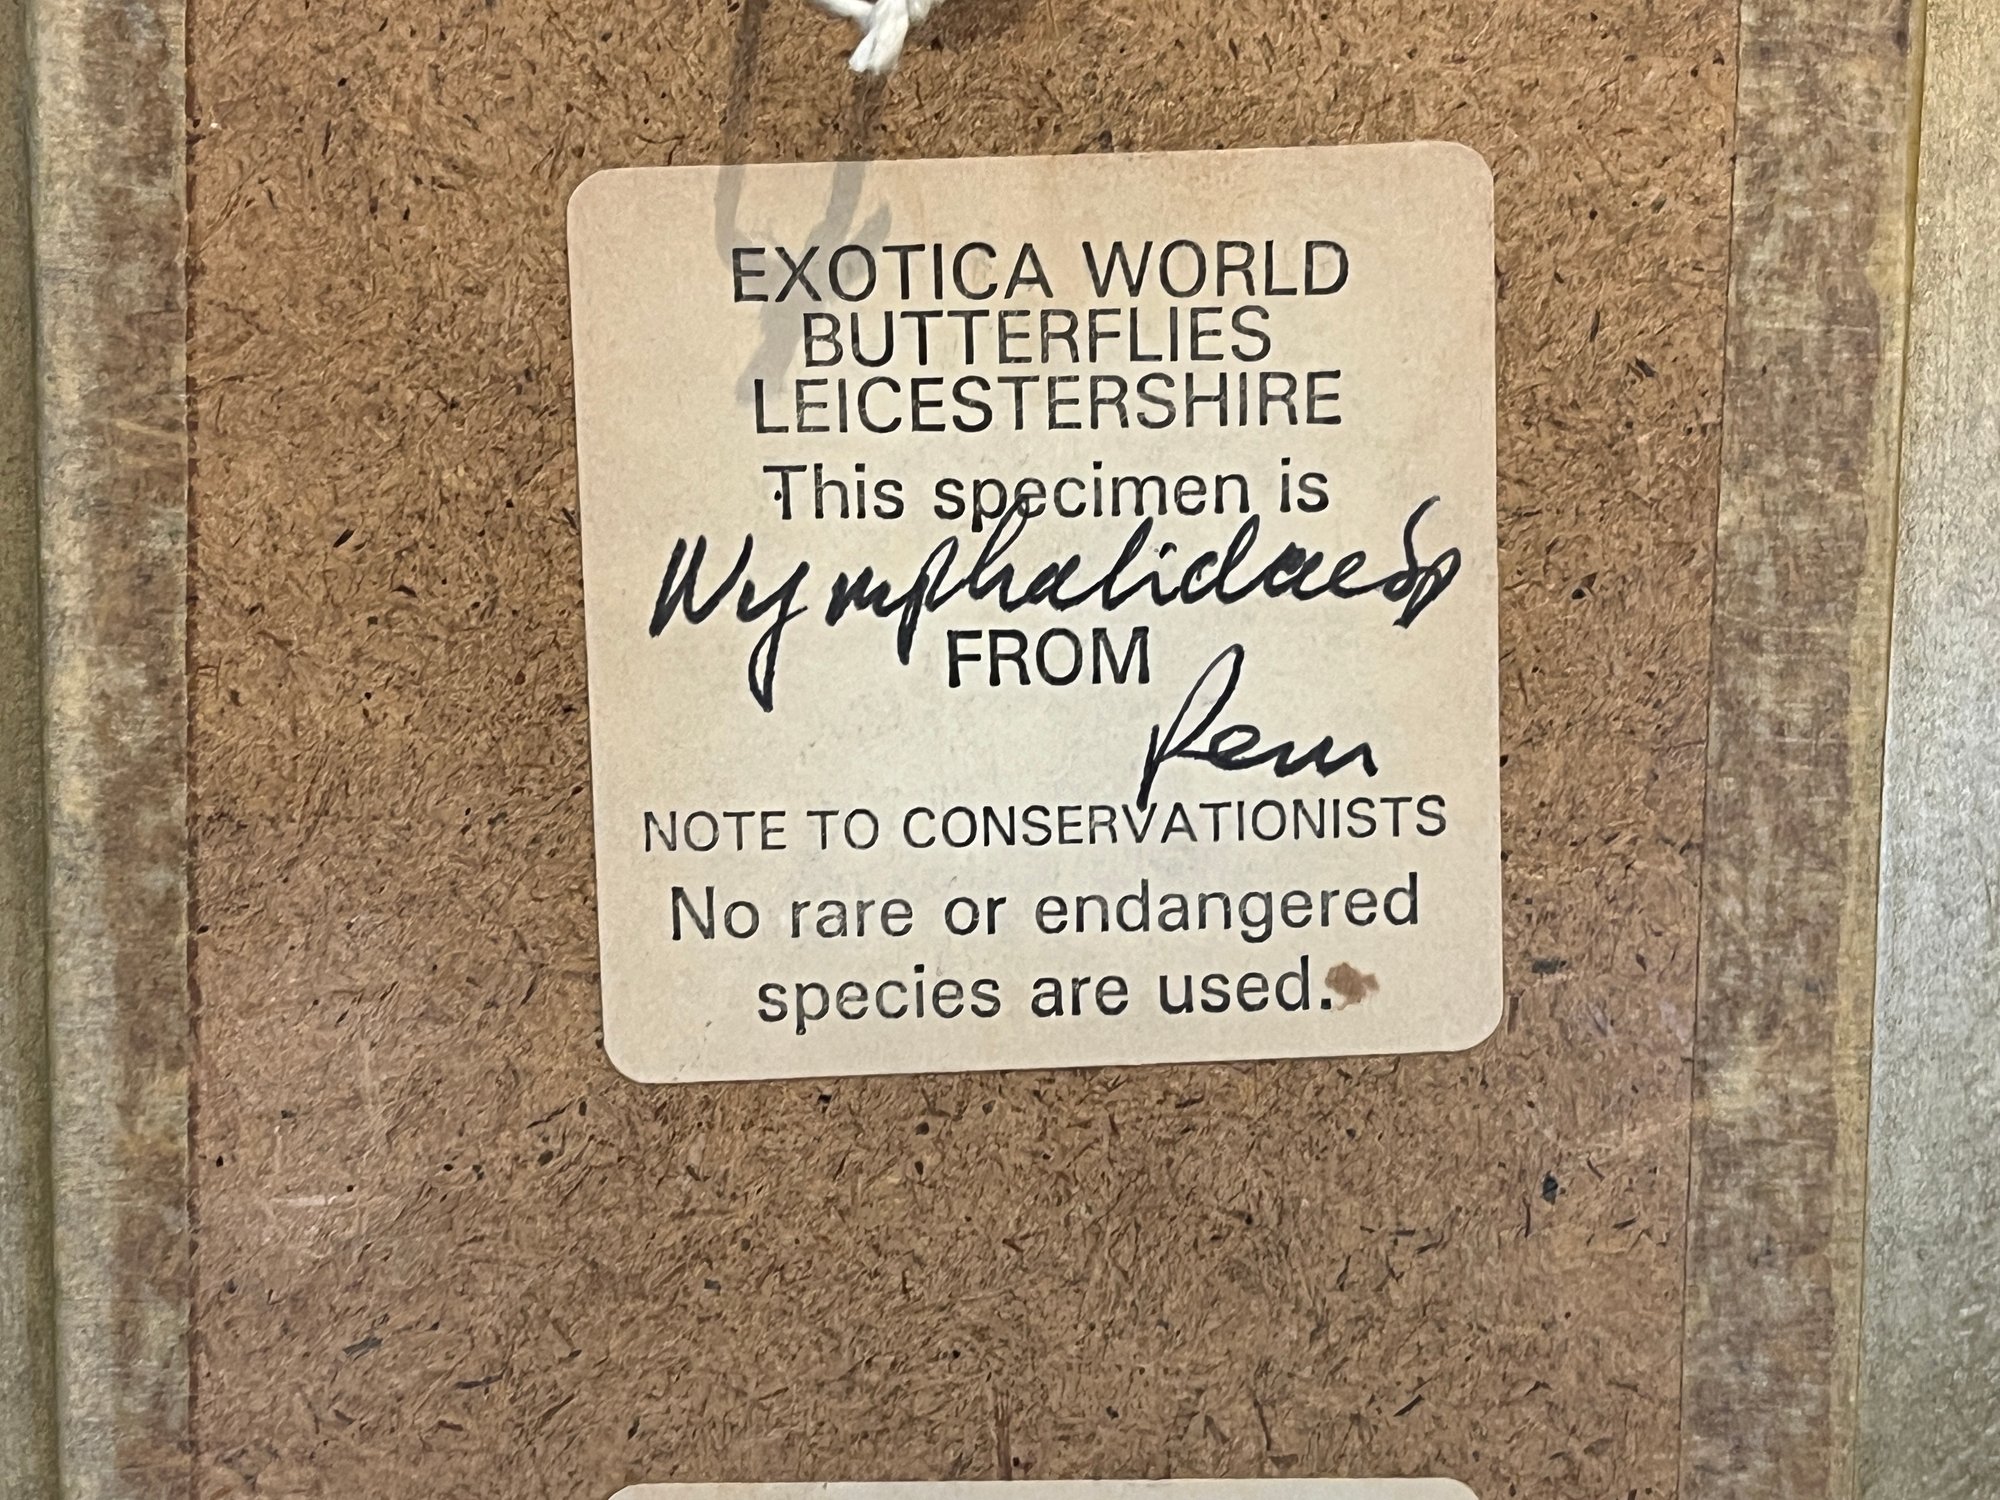 EXOTICA WORLD
BUTTERFLIES
LEICESTERSHIRE
This specimen is
Nymphalidae Sp
FROM
Peru
NOTE TO CONSERVATIONISTS
No rare or endangered
species are used.